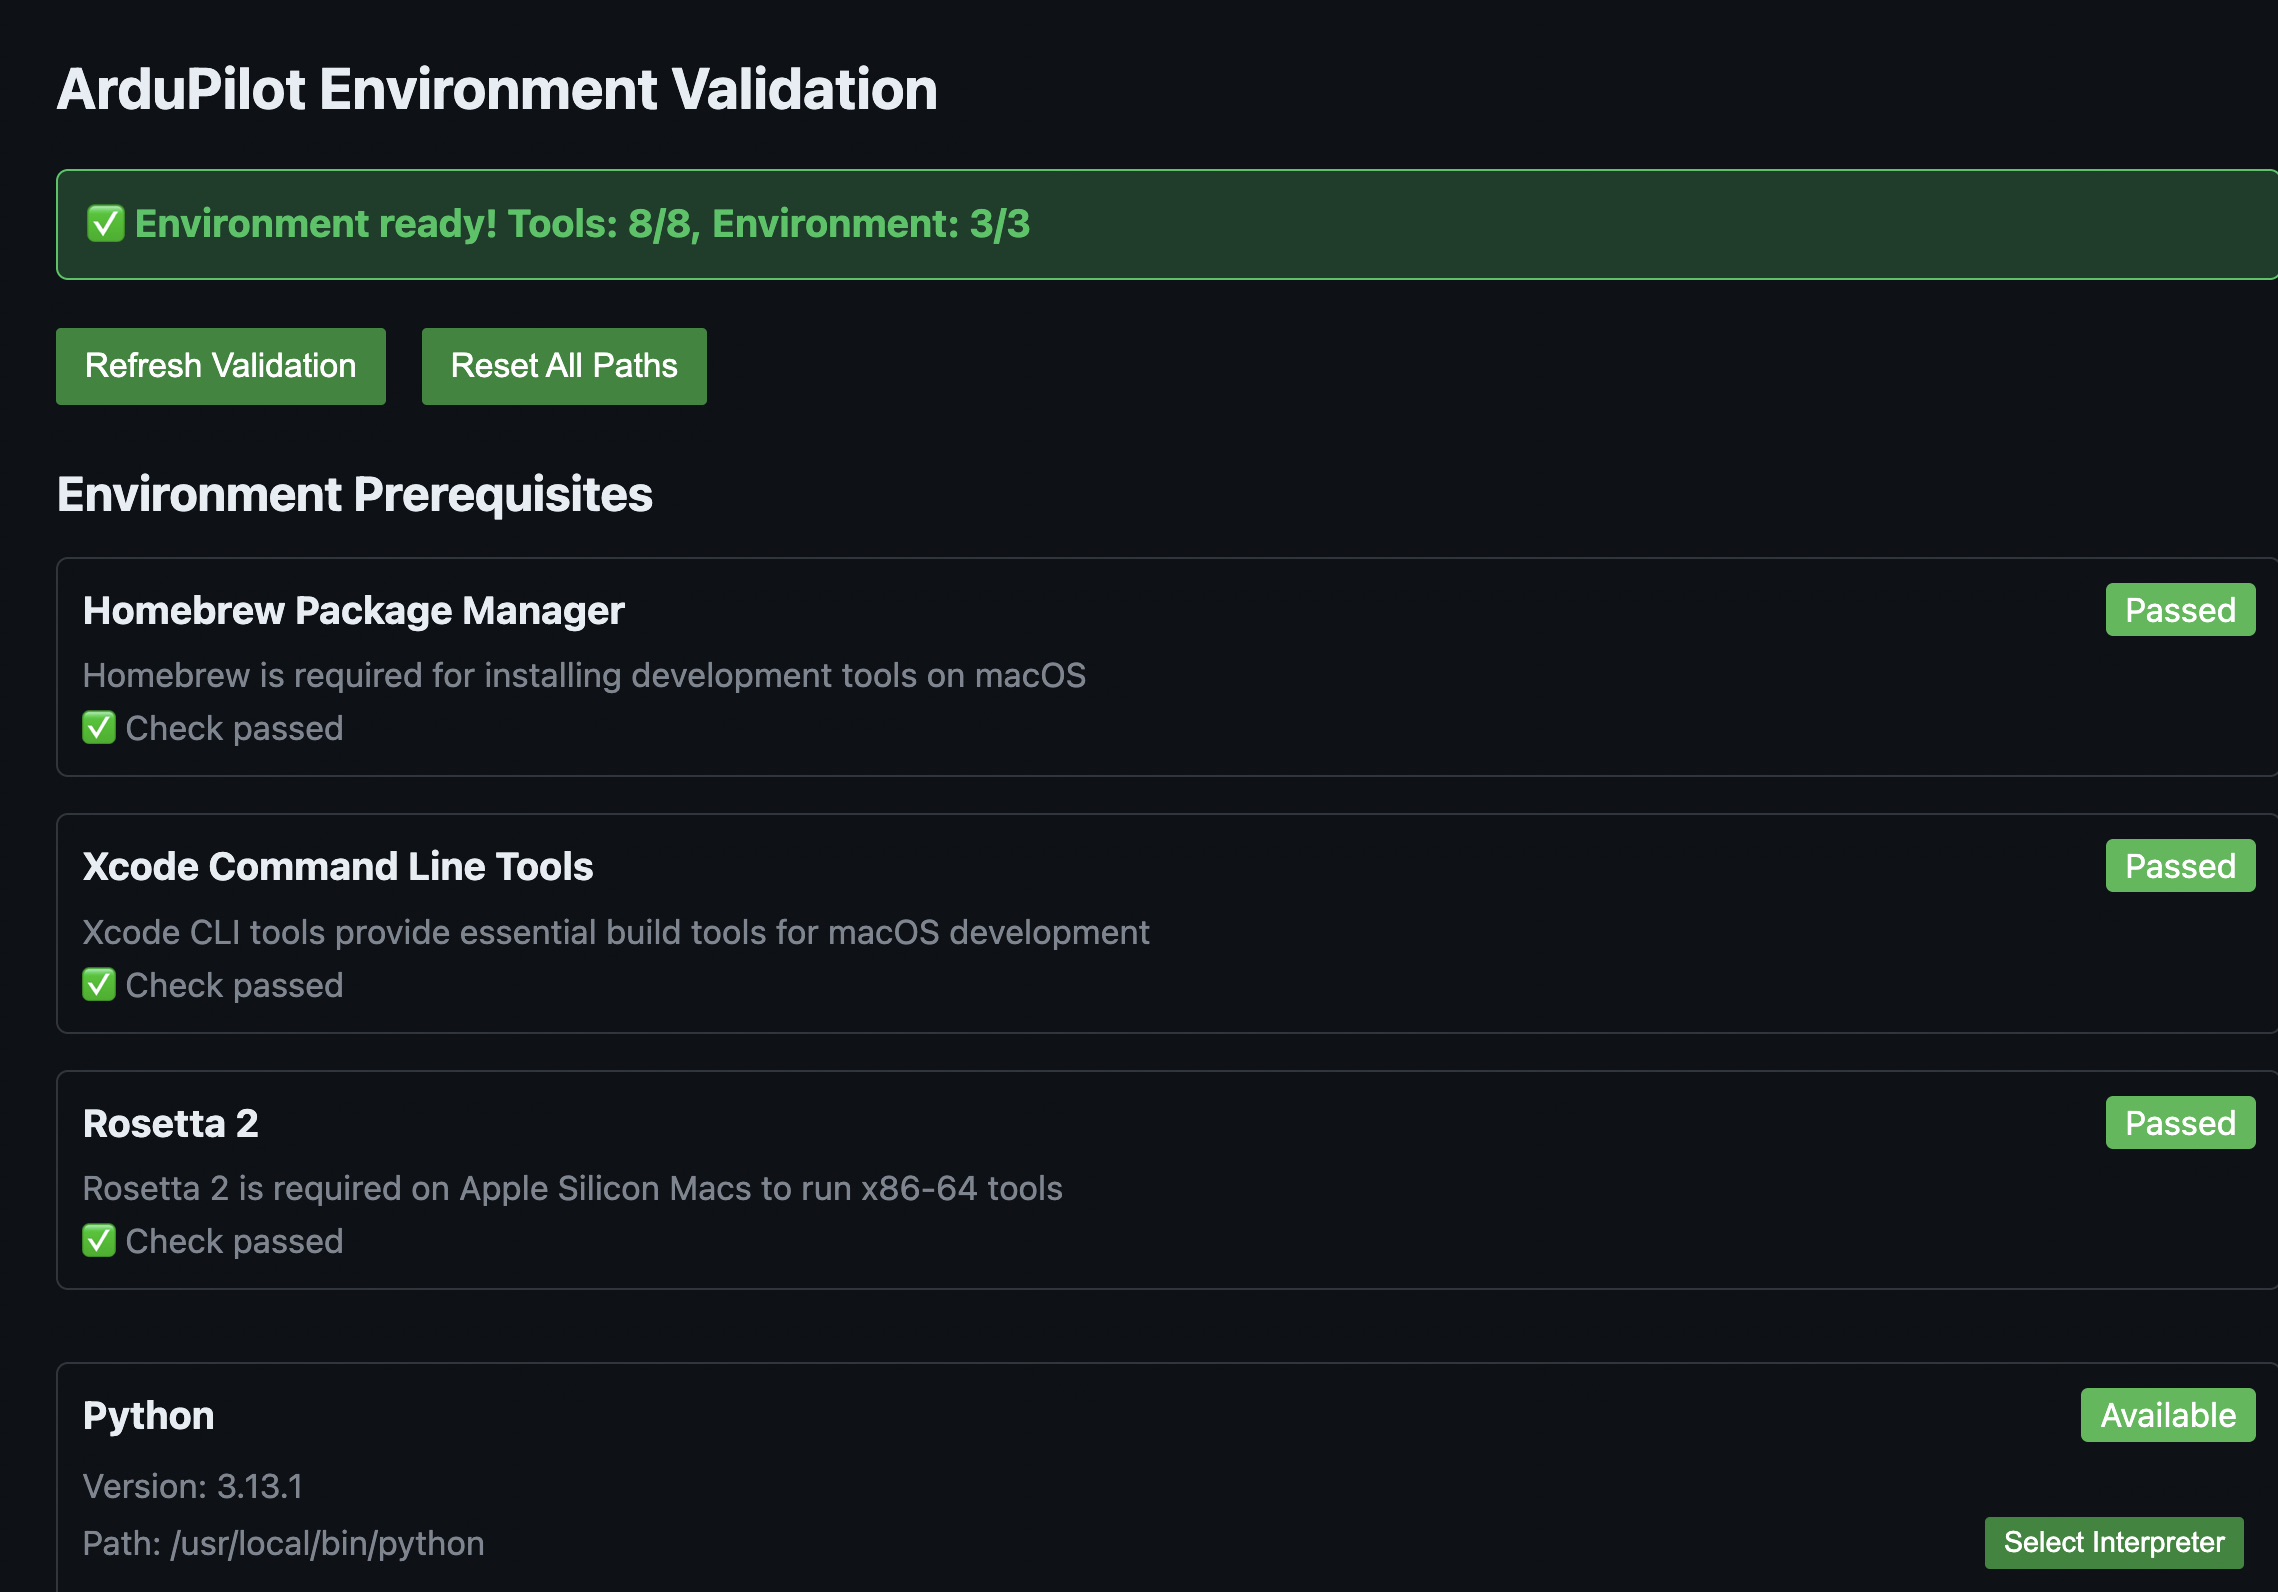 ArduPilot Environment Validation
✅ Environment ready! Tools: 8/8, Environment: 3/3
Refresh Validation
Reset All Paths
Environment Prerequisites
Homebrew Package Manager
Passed
Homebrew is required for installing development tools on macOS
✅ Check passed
Xcode Command Line Tools
Passed
Xcode CLI tools provide essential build tools for macOS development
✅ Check passed
Rosetta 2
Passed
Rosetta 2 is required on Apple Silicon Macs to run x86-64 tools
✅ Check passed
Python
Available
Version: 3.13.1
Path: /usr/local/bin/python
Select Interpreter